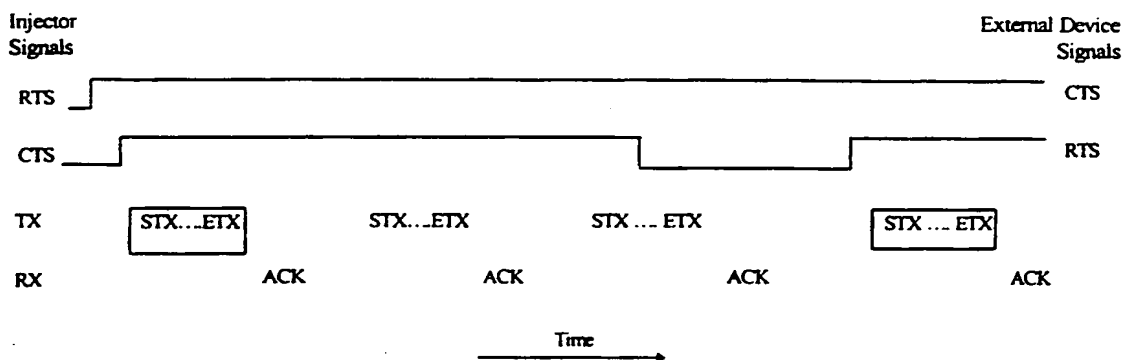 Injector
Signals
External Device
Signals
RTS
CTS
CTS
RTS
TX STX....ETX STX....ETX STX .... ETX STX .... ETX
RX ACK ACK ACK ACK
Time